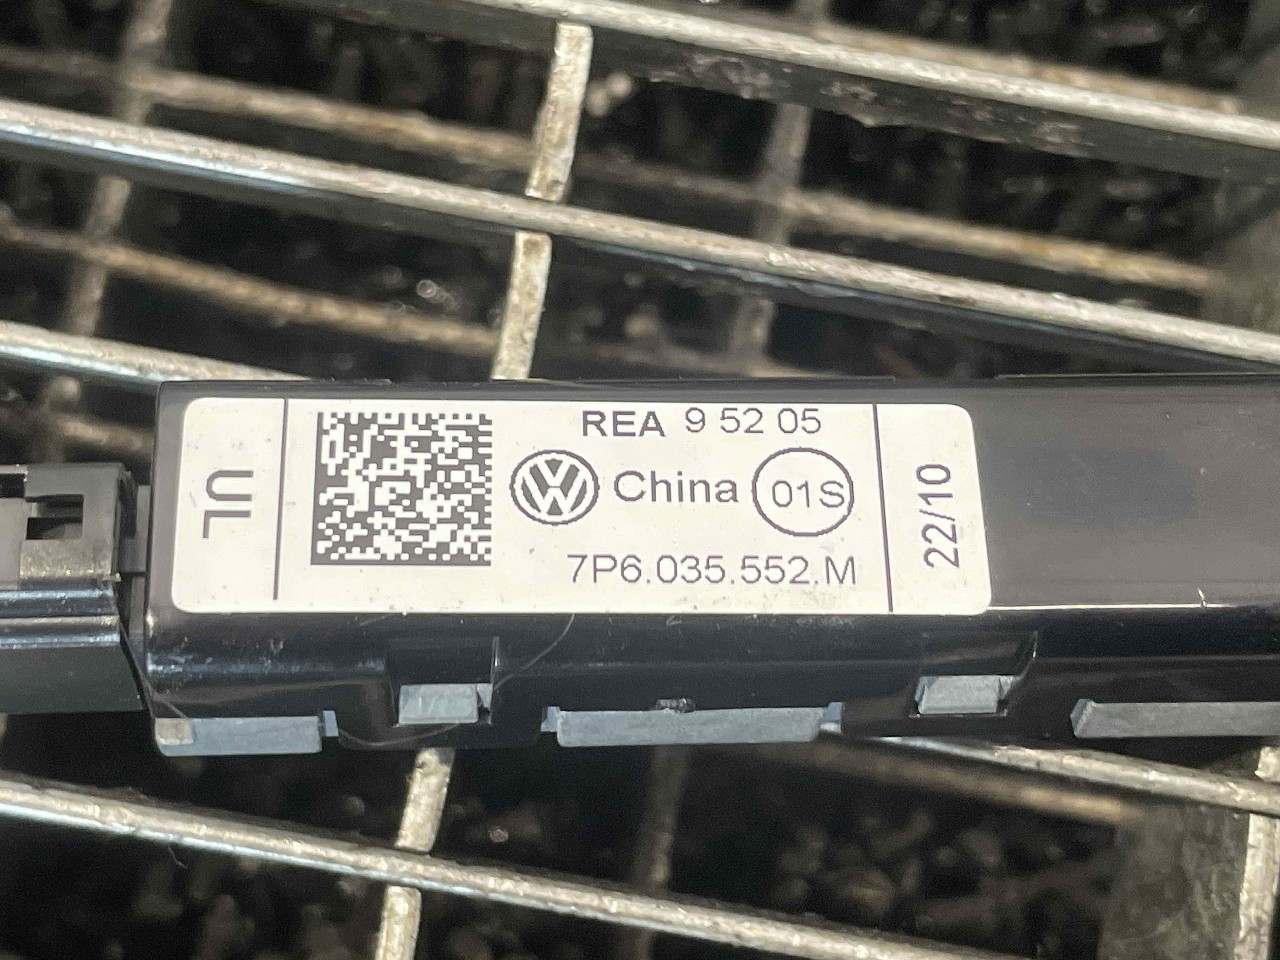 UL
REA 9 52 05
China 01S
7P6.035.552.M
22/10